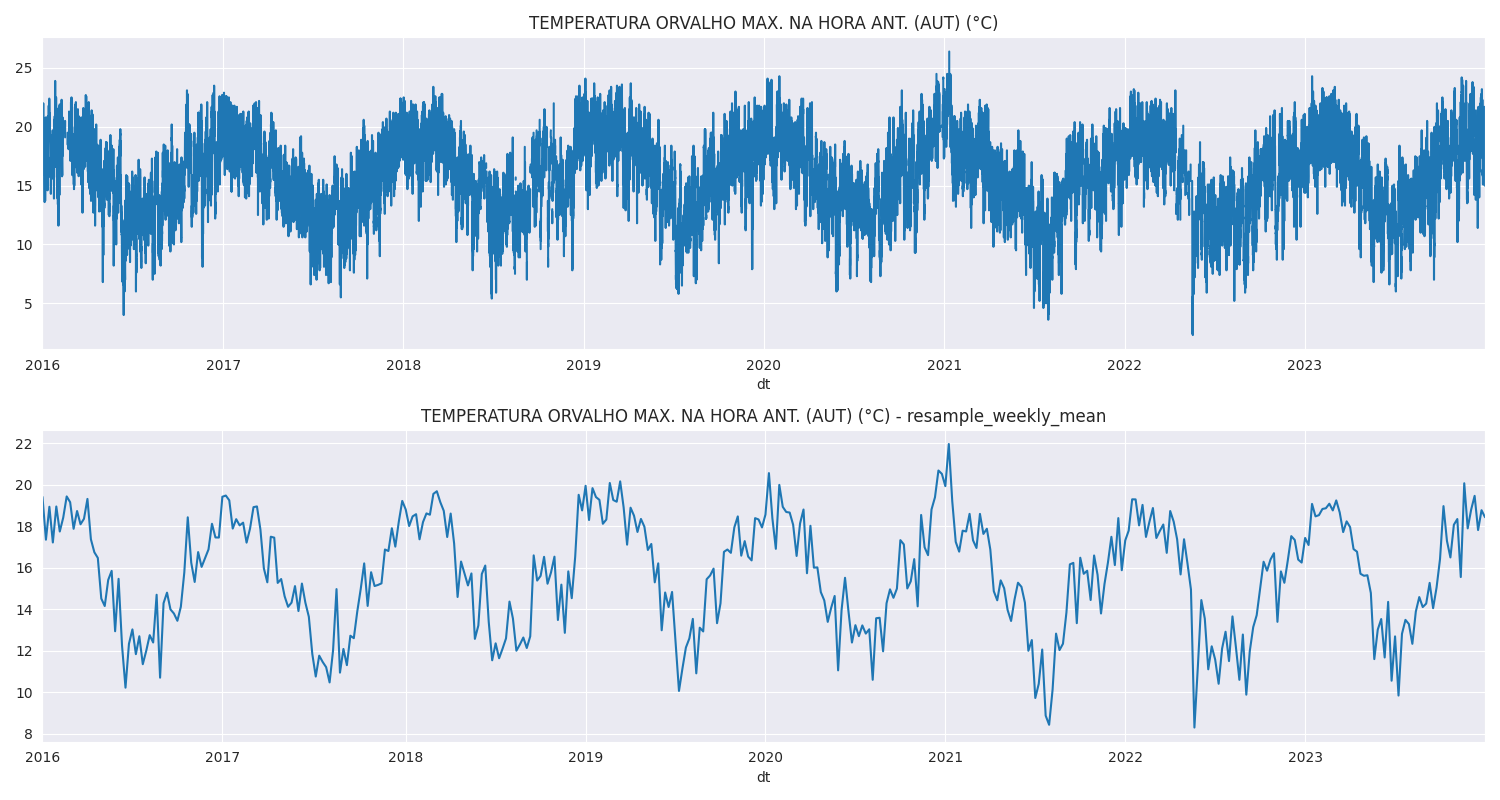 TEMPERATURA ORVALHO MAX. NA HORA ANT. (AUT) (°C)
25
20
15
10
5
2016 2017 2018 2019 2020 2021 2022 2023
dt
TEMPERATURA ORVALHO MAX. NA HORA ANT. (AUT) (°C) - resample_weekly_mean
22
20
18
16
14
12
10
8
2016 2017 2018 2019 2020 2021 2022 2023
dt